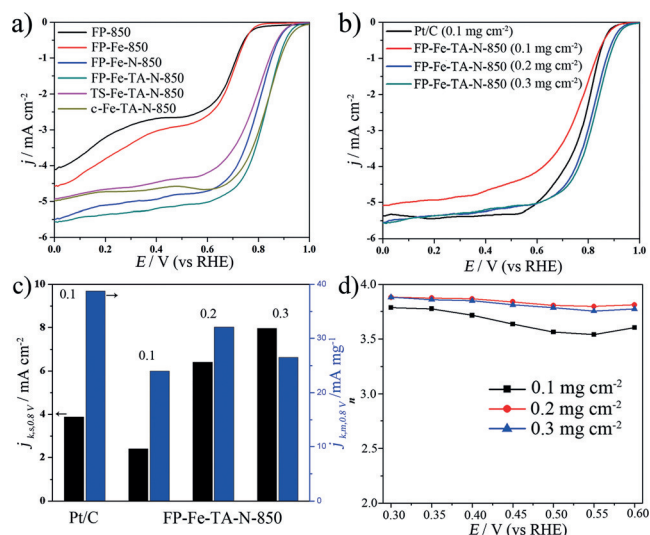 a)
FP-850
FP-Fe-850
FP-Fe-N-850
FP-Fe-TA-N-850
TS-Fe-TA-N-850
c-Fe-TA-N-850
j / mA cm-2
0
-1
-2
-3
-4
-5
-6
0.0 0.2 0.4 0.6 0.8 1.0
E / V (vs RHE)
b)
Pt/C (0.1 mg cm-2)
FP-Fe-TA-N-850 (0.1 mg cm-2)
FP-Fe-TA-N-850 (0.2 mg cm-2)
FP-Fe-TA-N-850 (0.3 mg cm-2)
j / mA cm-2
0
-1
-2
-3
-4
-5
-6
0.0 0.2 0.4 0.6 0.8 1.0
E / V (vs RHE)
c)
j k,s,0.8 V / mA cm-2
10
8
6
4
2
0
0.1
0.1
0.2
0.3
40
30
20
10
0
j k,m,0.8 V /mA mg-1
Pt/C FP-Fe-TA-N-850
d)
n
4.0
3.5
3.0
2.5
2.0
0.1 mg cm-2
0.2 mg cm-2
0.3 mg cm-2
0.30 0.35 0.40 0.45 0.50 0.55 0.60
E / V (vs RHE)